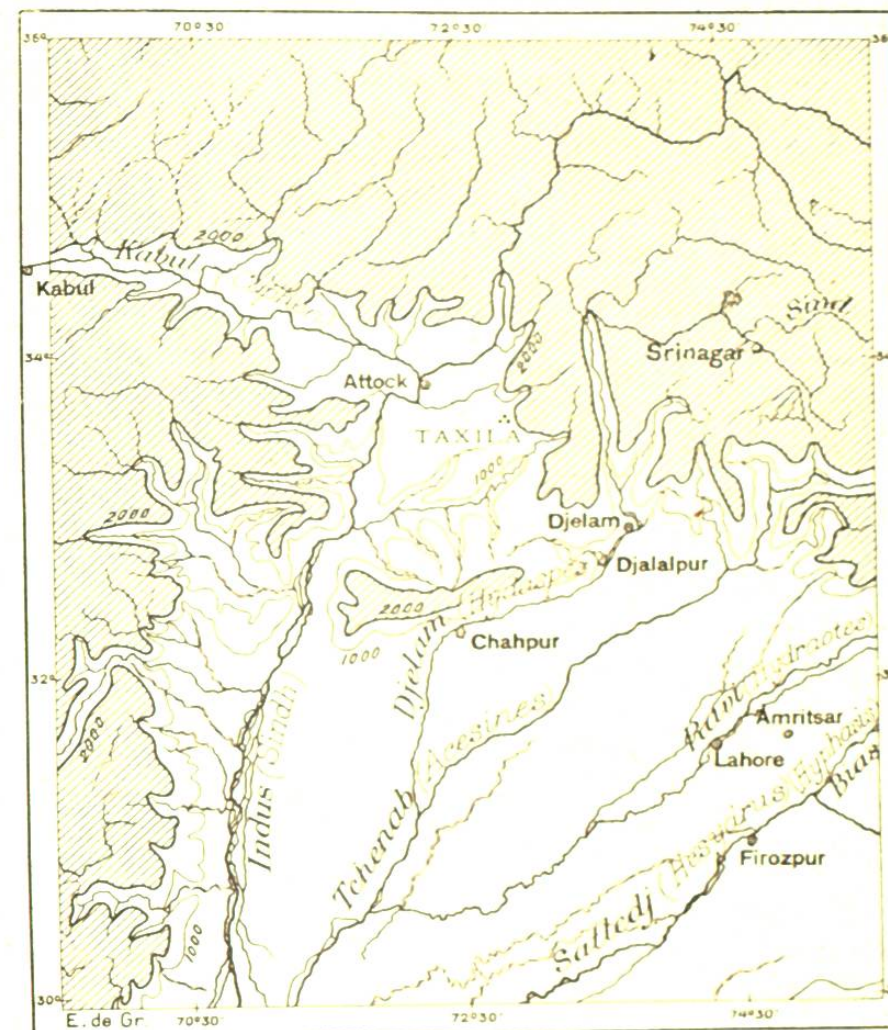 70°30 72°30 74°30
36° 36
2000
Kabul
Kabul
Sind
34°
2000
Srinagar
Attock
TAXILA
1000
2000
Djelam
Djalalpur
2000
1000
Djelam (Hydaspes)
Chahpur
32°
2000
Ravi (Hydraotes)
Amritsar
Lahore
Indus (Sindh)
Tchenab (Acesines)
Satledj (Hesydrus) (Hyphasis)
Bias
Firozpur
1000
30°
E. de Gr. 70°30' 72°30' 74°30'